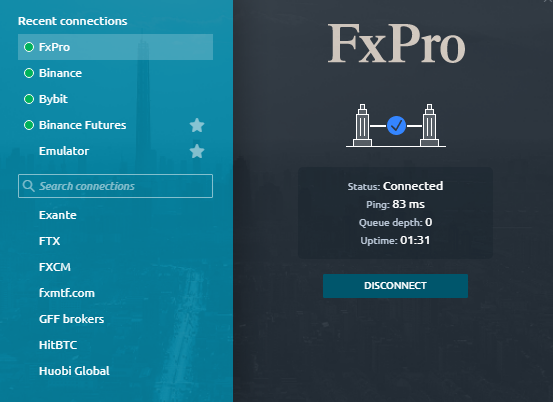 Recent connections
FxPro
Binance
Bybit
Binance Futures
Emulator
Search connections
Exante
FTX
FXCM
fxmtf.com
GFF brokers
HitBTC
Huobi Global
FxPro
Status: Connected
Ping: 83 ms
Queue depth: 0
Uptime: 01:31
DISCONNECT